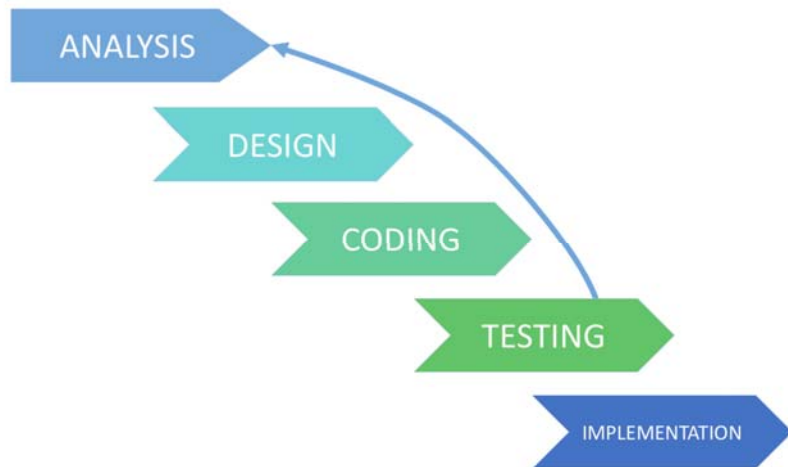 ANALYSIS
DESIGN
CODING
TESTING
IMPLEMENTATION